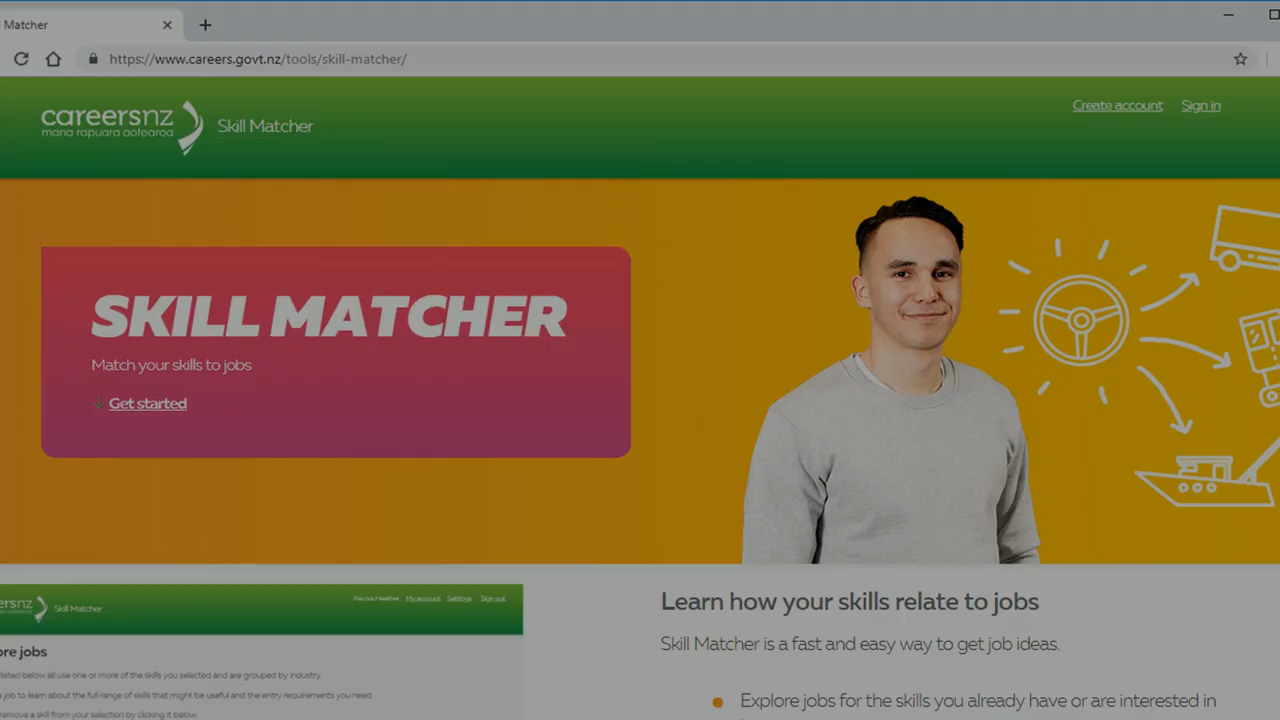 Matcher
https://www.careers.govt.nz/tools/skill-matcher/
careersnz
mana rapuara aotearoa
Skill Matcher
Create account
Sign in
SKILL MATCHER
Match your skills to jobs
Get started
ersnz
Skill Matcher
My account
Settings
Sign out
Learn how your skills relate to jobs
Skill Matcher is a fast and easy way to get job ideas.
ore jobs
listed below all use one or more of the skills you selected and are grouped by industry.
a job to learn about the full range of skills that might be useful and the entry requirements you need.
remove a skill from your selection by clicking it below.
Explore jobs for the skills you already have or are interested in